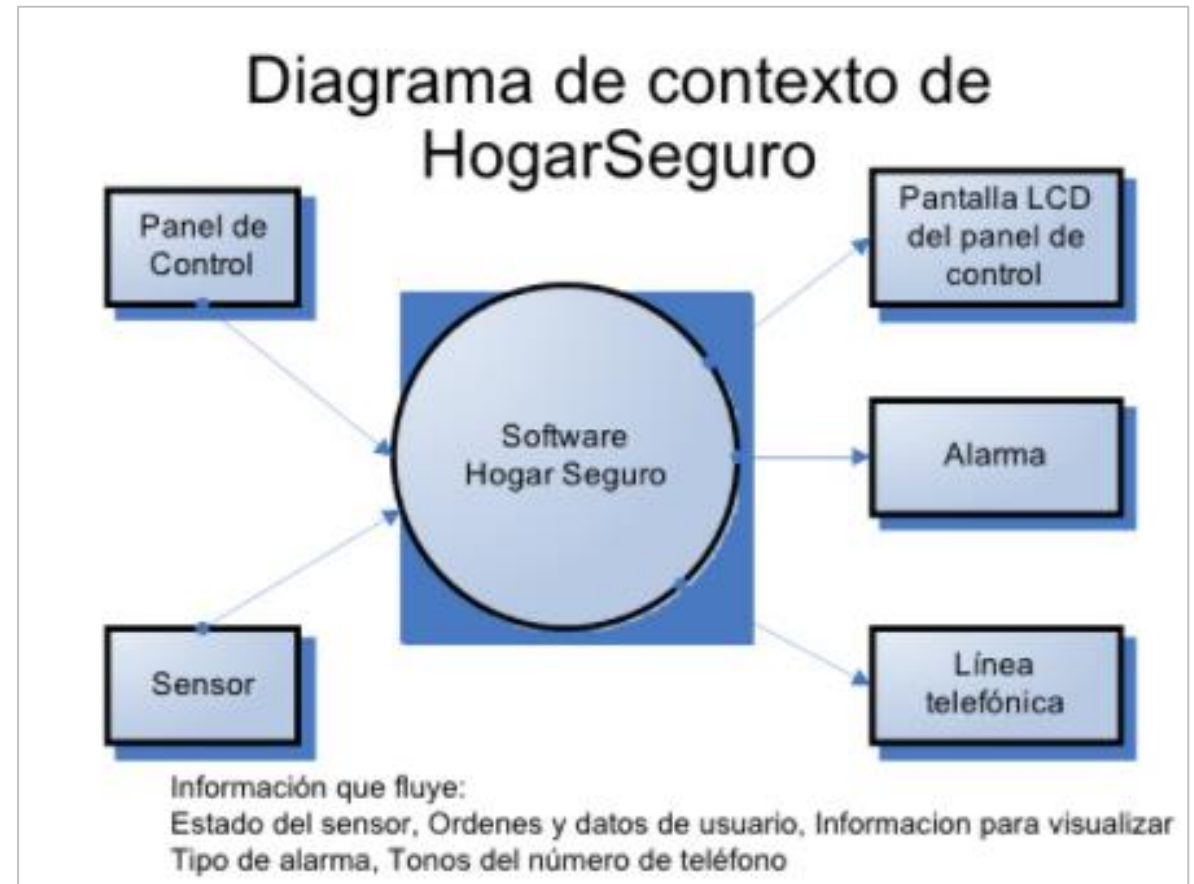 Diagrama de contexto de
HogarSeguro
Panel de
Control
Pantalla LCD
del panel de
control
Software
Hogar Seguro
Alarma
Sensor
Línea
telefónica
Información que fluye:
Estado del sensor, Ordenes y datos de usuario, Informacion para visualizar
Tipo de alarma, Tonos del número de teléfono